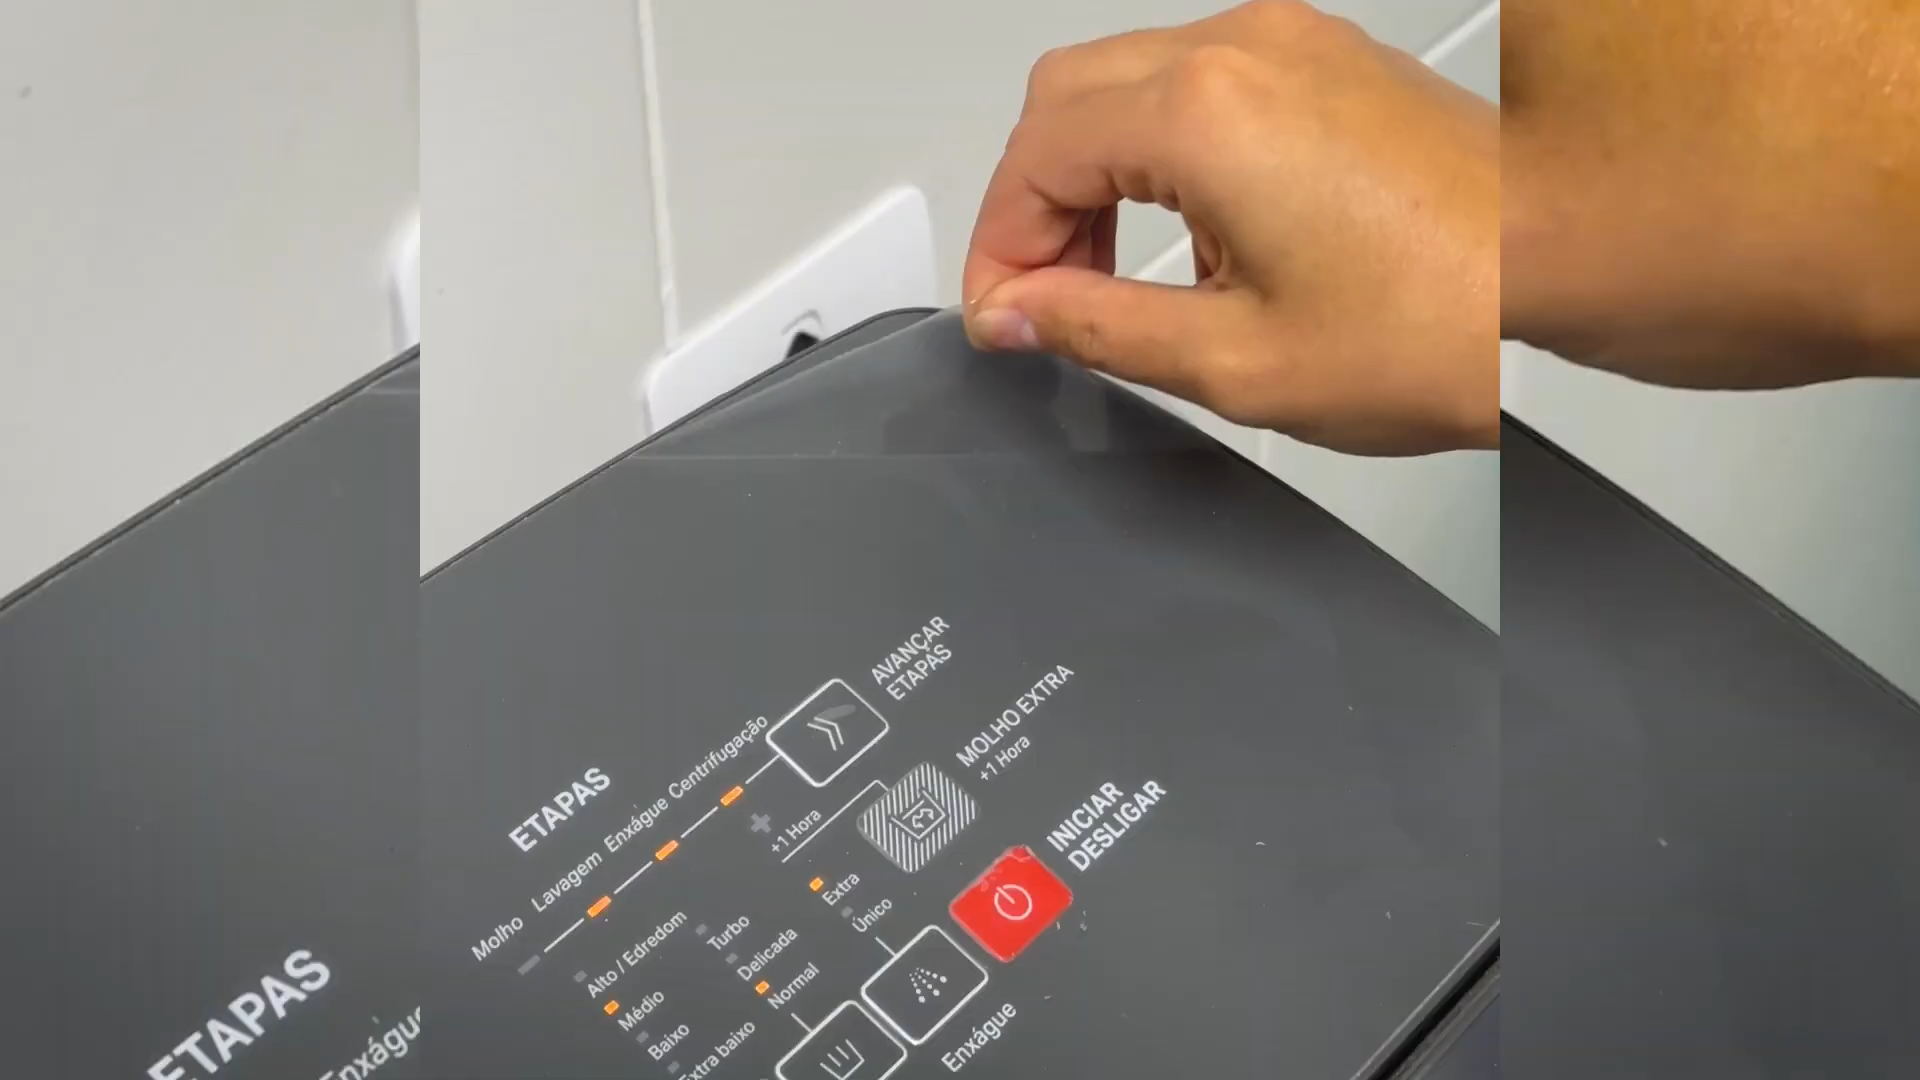 AVANÇAR
ETAPAS
MOLHO EXTRA
+1 Hora
INICIAR
DESLIGAR
ETAPAS
Molho Lavagem Enxágue Centrifugação
+1 Hora
Extra
Único
Alto / Edredom
Médio
Baixo
Extra baixo
Turbo
Delicada
Normal
Enxágue
ETAPAS
Enxágue